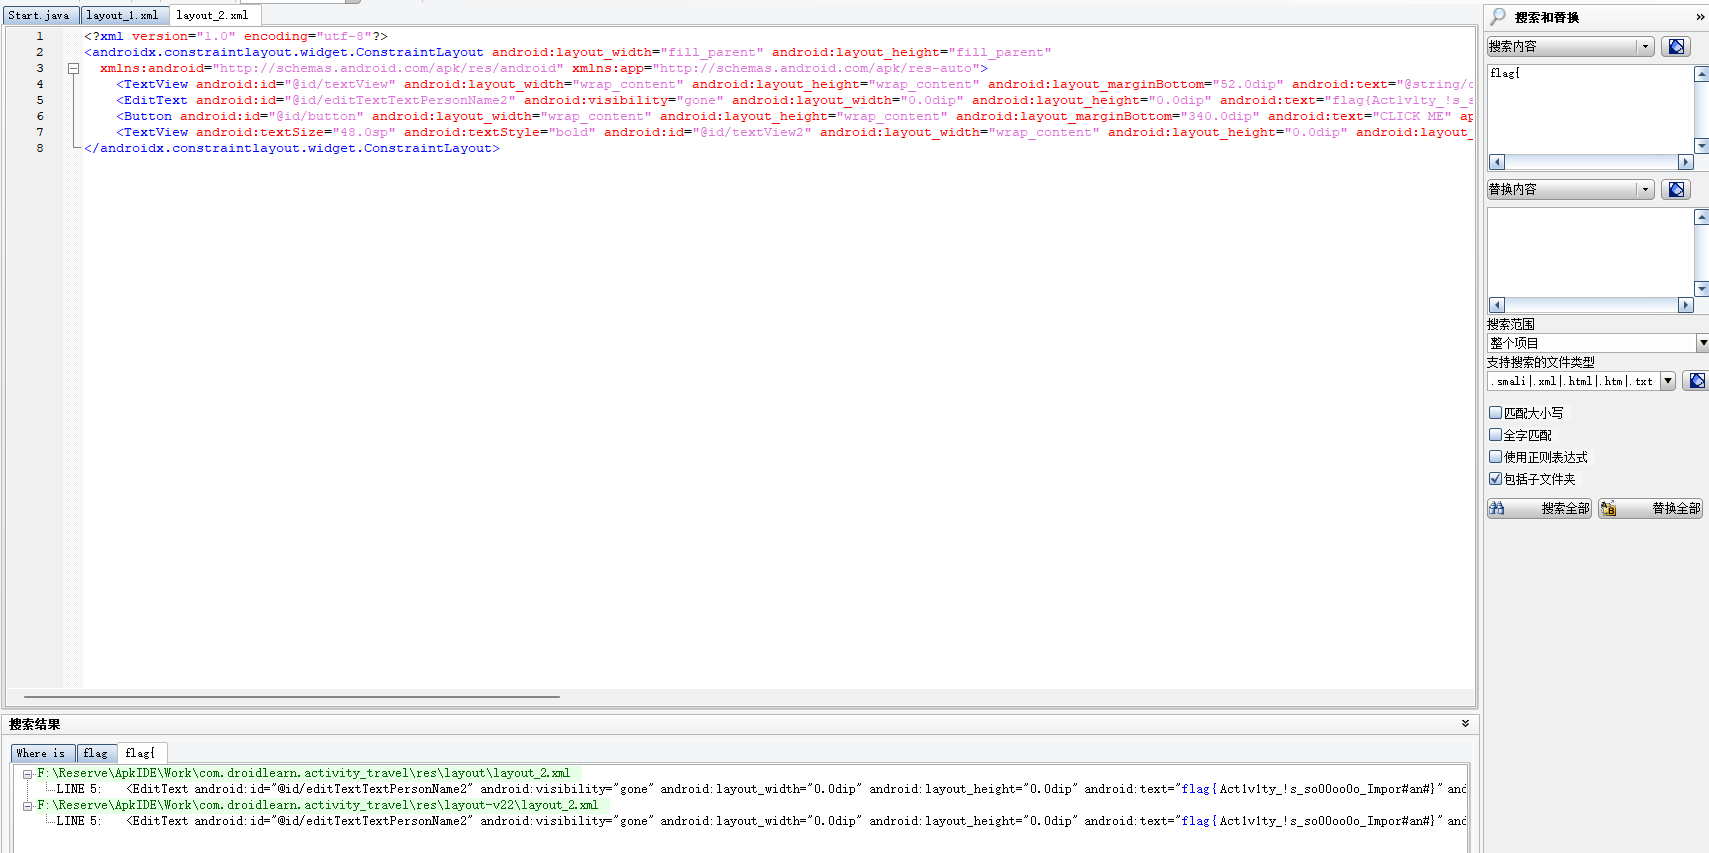 Start.java layout_1.xml layout_2.xml
1 <?xml version="1.0" encoding="utf-8"?>
2 <androidx.constraintlayout.widget.ConstraintLayout android:layout_width="fill_parent" android:layout_height="fill_parent"
3 xmlns:android="http://schemas.android.com/apk/res/android" xmlns:app="http://schemas.android.com/apk/res-auto">
4 <TextView android:id="@id/textView" android:layout_width="wrap_content" android:layout_height="wrap_content" android:layout_marginBottom="52.0dip" android:text="@string/
5 <EditText android:id="@id/editTextTextPersonName2" android:visibility="gone" android:layout_width="0.0dip" android:layout_height="0.0dip" android:text="flag{Act1v1ty_!s_s
6 <Button android:id="@id/button" android:layout_width="wrap_content" android:layout_height="wrap_content" android:layout_marginBottom="340.0dip" android:text="CLICK ME" ap
7 <TextView android:textSize="48.0sp" android:textStyle="bold" android:id="@id/textView2" android:layout_width="wrap_content" android:layout_height="0.0dip" android:layout_
8 </androidx.constraintlayout.widget.ConstraintLayout>
搜索和替换 »
搜索内容
flag{
替换内容
搜索范围
整个项目
支持搜索的文件类型
.smali|.xml|.html|.htm|.txt
匹配大小写
全字匹配
使用正则表达式
包括子文件夹
搜索全部 替换全部
搜索结果
Where is flag flag{
F:\Reserve\ApkIDE\Work\com.droidlearn.activity_travel\res\layout\layout_2.xml
LINE 5: <EditText android:id="@id/editTextTextPersonName2" android:visibility="gone" android:layout_width="0.0dip" android:layout_height="0.0dip" android:text="flag{Act1v1ty_!s_so00oo0o_Impor#an#}" and
F:\Reserve\ApkIDE\Work\com.droidlearn.activity_travel\res\layout-v22\layout_2.xml
LINE 5: <EditText android:id="@id/editTextTextPersonName2" android:visibility="gone" android:layout_width="0.0dip" android:layout_height="0.0dip" android:text="flag{Act1v1ty_!s_so00oo0o_Impor#an#}" and